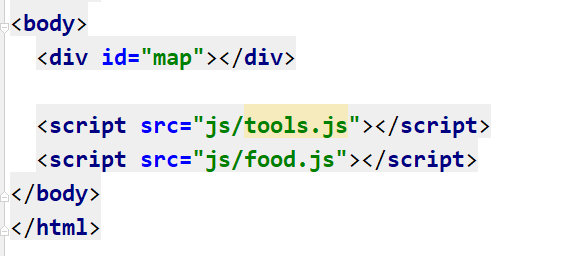 <body>
<div id="map"></div>
<script src="js/tools.js"></script>
<script src="js/food.js"></script>
</body>
</html>